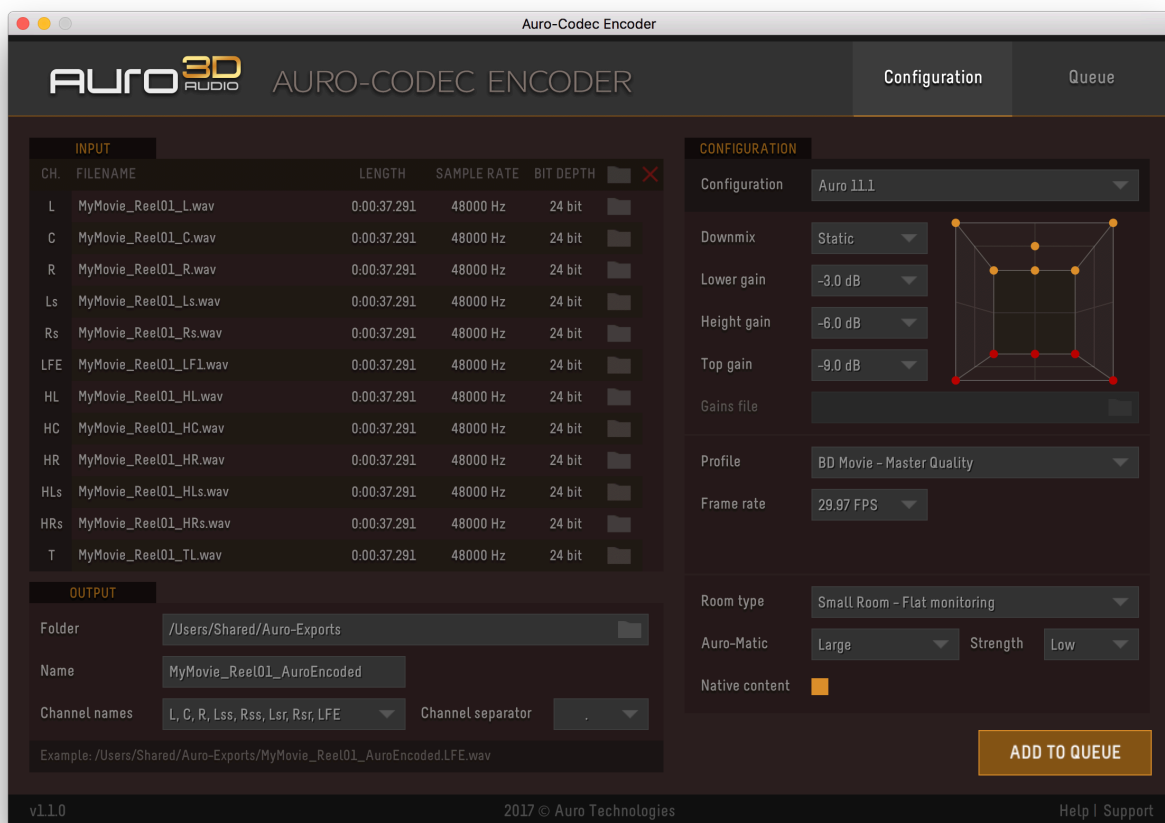 Auro-Codec Encoder
AURO 3D AUDIO
AURO-CODEC ENCODER
Configuration
Queue
INPUT
CH. FILENAME LENGTH SAMPLE RATE BIT DEPTH
L MyMovie_Reel01_L.wav 0:00:37.291 48000 Hz 24 bit
C MyMovie_Reel01_C.wav 0:00:37.291 48000 Hz 24 bit
R MyMovie_Reel01_R.wav 0:00:37.291 48000 Hz 24 bit
Ls MyMovie_Reel01_Ls.wav 0:00:37.291 48000 Hz 24 bit
Rs MyMovie_Reel01_Rs.wav 0:00:37.291 48000 Hz 24 bit
LFE MyMovie_Reel01_LF1.wav 0:00:37.291 48000 Hz 24 bit
HL MyMovie_Reel01_HL.wav 0:00:37.291 48000 Hz 24 bit
HC MyMovie_Reel01_HC.wav 0:00:37.291 48000 Hz 24 bit
HR MyMovie_Reel01_HR.wav 0:00:37.291 48000 Hz 24 bit
HLs MyMovie_Reel01_HLs.wav 0:00:37.291 48000 Hz 24 bit
HRs MyMovie_Reel01_HRs.wav 0:00:37.291 48000 Hz 24 bit
T MyMovie_Reel01_TL.wav 0:00:37.291 48000 Hz 24 bit
OUTPUT
Folder /Users/Shared/Auro-Exports
Name MyMovie_Reel01_AuroEncoded
Channel names L, C, R, Lss, Rss, Lsr, Rsr, LFE Channel separator .
Example: /Users/Shared/Auro-Exports/MyMovie_Reel01_AuroEncoded.LFE.wav
CONFIGURATION
Configuration Auro 11.1
Downmix Static
Lower gain -3.0 dB
Height gain -6.0 dB
Top gain -9.0 dB
Gains file
Profile BD Movie - Master Quality
Frame rate 29.97 FPS
Room type Small Room - Flat monitoring
Auro-Matic Large Strength Low
Native content
ADD TO QUEUE
v1.1.0
2017 © Auro Technologies
Help | Support